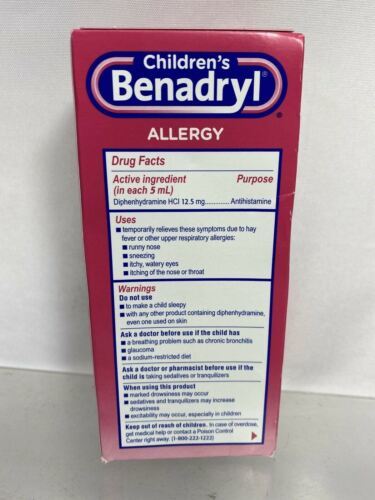 Children's
Benadryl®
ALLERGY
Drug Facts
Active ingredient Purpose
(in each 5 mL)
Diphenhydramine HCl 12.5 mg............ Antihistamine
Uses
■ temporarily relieves these symptoms due to hay
fever or other upper respiratory allergies:
■ runny nose
■ sneezing
■ itchy, watery eyes
■ itching of the nose or throat
Warnings
Do not use
■ to make a child sleepy
■ with any other product containing diphenhydramine,
even one used on skin
Ask a doctor before use if the child has
■ a breathing problem such as chronic bronchitis
■ glaucoma
■ a sodium-restricted diet
Ask a doctor or pharmacist before use if the
child is taking sedatives or tranquilizers
When using this product
■ marked drowsiness may occur
■ sedatives and tranquilizers may increase
drowsiness
■ excitability may occur, especially in children
Keep out of reach of children. In case of overdose,
get medical help or contact a Poison Control
Center right away. (1-800-222-1222)